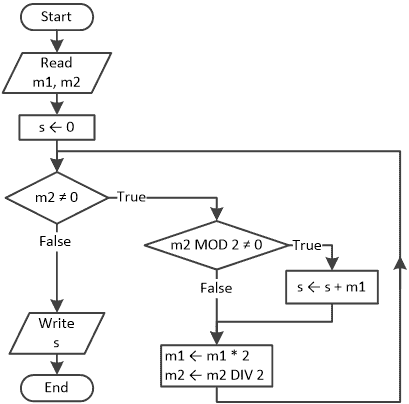 Start
Read
m1, m2
s ← 0
m2 ≠ 0
True
False
m2 MOD 2 ≠ 0
True
False
s ← s + m1
Write
s
m1 ← m1 * 2
m2 ← m2 DIV 2
End